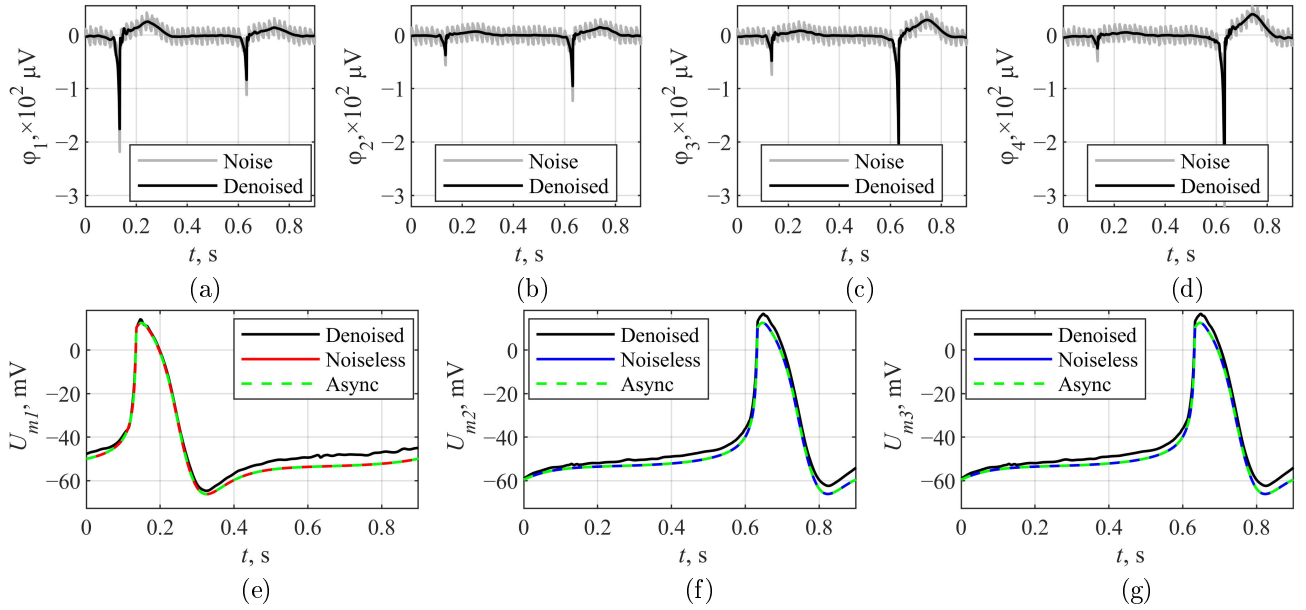 φ1,×10² μV
0
−1
−2
−3
Noise
Denoised
0 0.2 0.4 0.6 0.8
t, s
(a)
φ2,×10² μV
0
−1
−2
−3
Noise
Denoised
0 0.2 0.4 0.6 0.8
t, s
(b)
φ3,×10² μV
0
−1
−2
−3
Noise
Denoised
0 0.2 0.4 0.6 0.8
t, s
(c)
φ4,×10² μV
0
−1
−2
−3
Noise
Denoised
0 0.2 0.4 0.6 0.8
t, s
(d)
Um1, mV
0
−20
−40
−60
Denoised
Noiseless
Async
0 0.2 0.4 0.6 0.8
t, s
(e)
Um2, mV
0
−20
−40
−60
Denoised
Noiseless
Async
0 0.2 0.4 0.6 0.8
t, s
(f)
Um3, mV
0
−20
−40
−60
Denoised
Noiseless
Async
0 0.2 0.4 0.6 0.8
t, s
(g)